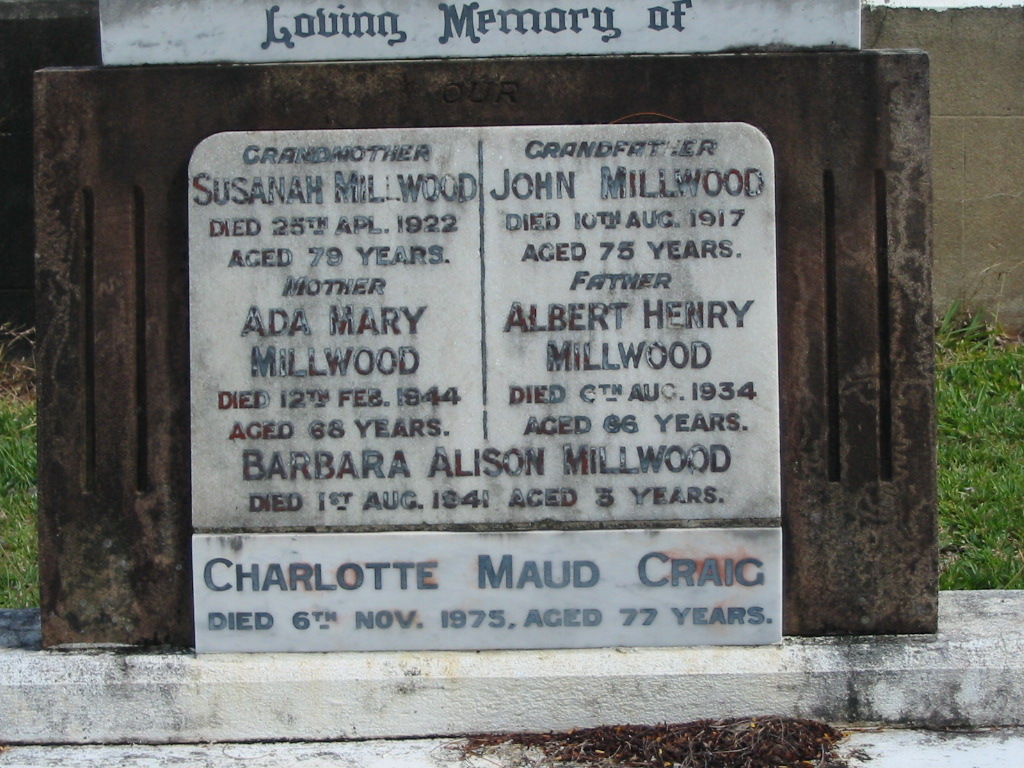 Loving Memory of
OUR
GRANDMOTHER
SUSANAH MILLWOOD
DIED 25TH APL. 1922
AGED 79 YEARS.
MOTHER
ADA MARY
MILLWOOD
DIED 12TH FEB. 1944
AGED 68 YEARS.
GRANDFATHER
JOHN MILLWOOD
DIED 10TH AUG. 1917
AGED 75 YEARS.
FATHER
ALBERT HENRY
MILLWOOD
DIED 6TH AUG. 1934
AGED 66 YEARS.
BARBARA ALISON MILLWOOD
DIED 1ST AUG. 1941 AGED 3 YEARS.
CHARLOTTE MAUD CRAIG
DIED 6TH NOV. 1975, AGED 77 YEARS.